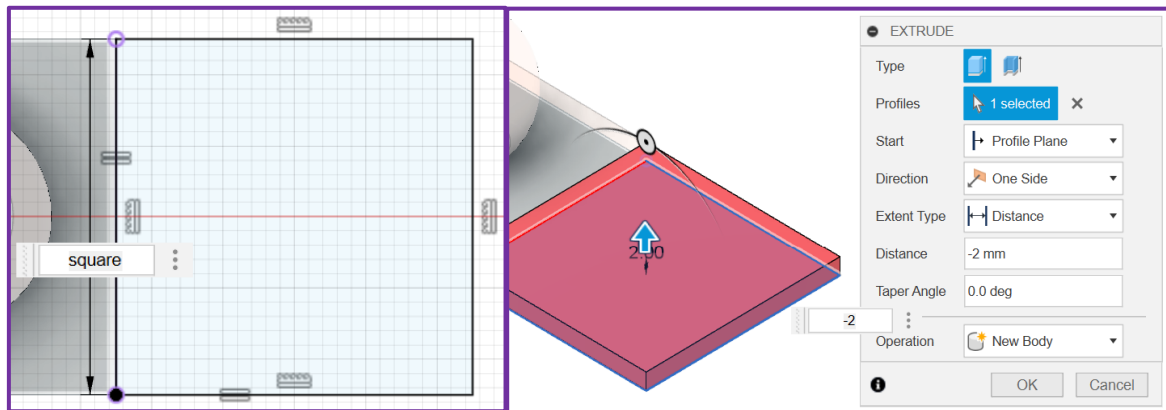 square
2.00
-2
EXTRUDE
Type
Profiles 1 selected
Start Profile Plane
Direction One Side
Extent Type Distance
Distance -2 mm
Taper Angle 0.0 deg
Operation New Body
OK Cancel